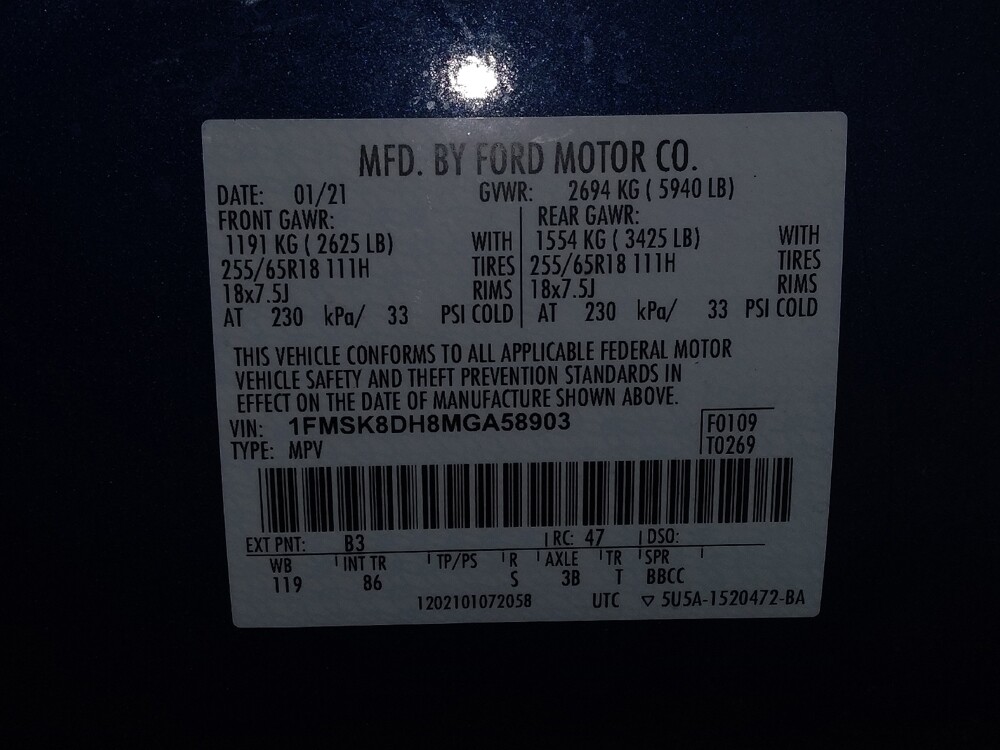 MFD. BY FORD MOTOR CO.
DATE: 01/21 GVWR: 2694 KG ( 5940 LB)
FRONT GAWR: REAR GAWR:
1191 KG ( 2625 LB) WITH 1554 KG ( 3425 LB) WITH
255/65R18 111H TIRES 255/65R18 111H TIRES
18x7.5J RIMS 18x7.5J RIMS
AT 230 kPa/ 33 PSI COLD AT 230 kPa/ 33 PSI COLD
THIS VEHICLE CONFORMS TO ALL APPLICABLE FEDERAL MOTOR
VEHICLE SAFETY AND THEFT PREVENTION STANDARDS IN
EFFECT ON THE DATE OF MANUFACTURE SHOWN ABOVE.
VIN: 1FMSK8DH8MGA58903 F0109
TYPE: MPV T0269
EXT PNT: B3 RC: 47 DSO:
WB INT TR TP/PS R AXLE TR SPR
119 86 S 3B T BBCC
1202101072058 UTC ▽ 5U5A-1520472-BA